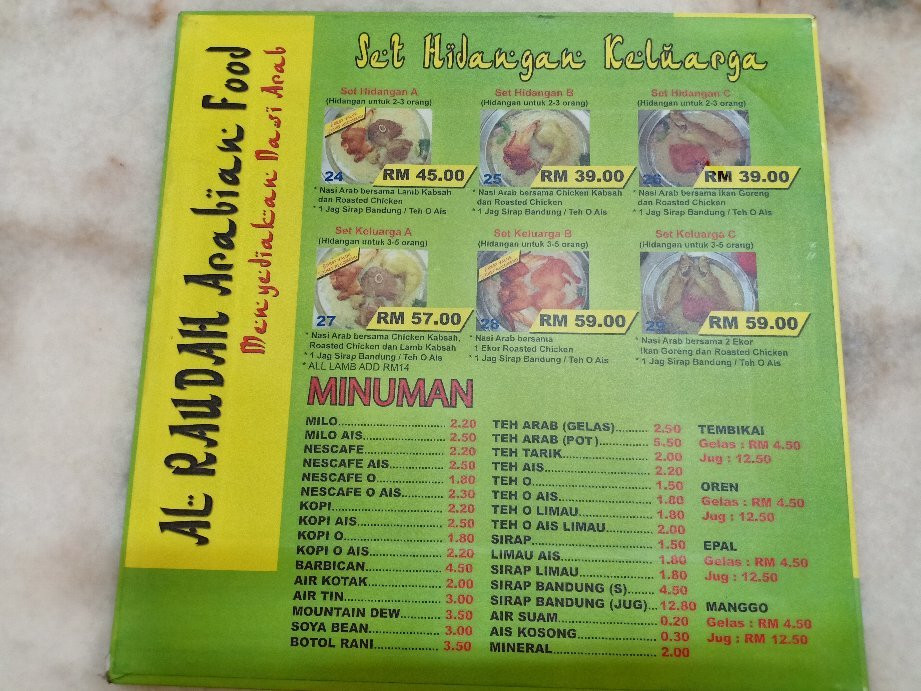 AL RAUDAH Arabian Food
Menyediakan Nasi Arab
Set Hidangan Keluarga
Set Hidangan A
(Hidangan untuk 2-3 orang)
24
RM 45.00
* Nasi Arab bersama Lamb Kabsah
dan Roasted Chicken
* 1 Jag Sirap Bandung / Teh O Ais
Set Hidangan B
(Hidangan untuk 2-3 orang)
25
RM 39.00
* Nasi Arab bersama Chicken Kabsah
dan Roasted Chicken
* 1 Jag Sirap Bandung / Teh O Ais
Set Hidangan C
(Hidangan untuk 2-3 orang)
26
RM 39.00
* Nasi Arab bersama Ikan Goreng
dan Roasted Chicken
* 1 Jag Sirap Bandung / Teh O Ais
Set Keluarga A
(Hidangan untuk 3-5 orang)
27
RM 57.00
* Nasi Arab bersama Chicken Kabsah,
Roasted Chicken dan Lamb Kabsah
* 1 Jag Sirap Bandung / Teh O Ais
* ALL LAMB ADD RM14
Set Keluarga B
(Hidangan untuk 3-5 orang)
28
RM 59.00
* Nasi Arab bersama
1 Ekor Roasted Chicken
* 1 Jag Sirap Bandung / Teh O Ais
Set Keluarga C
(Hidangan untuk 3-5 orang)
29
RM 59.00
* Nasi Arab bersama 2 Ekor
Ikan Goreng dan Roasted Chicken
* 1 Jag Sirap Bandung / Teh O Ais
MINUMAN
MILO 2.20
MILO AIS 2.50
NESCAFE 2.20
NESCAFE AIS 2.50
NESCAFE O 1.80
NESCAFE O AIS 2.30
KOPI 2.20
KOPI AIS 2.50
KOPI O 1.80
KOPI O AIS 2.20
BARBICAN 4.50
AIR KOTAK 2.00
AIR TIN 3.00
MOUNTAIN DEW 3.50
SOYA BEAN 3.00
BOTOL RANI 3.50
TEH ARAB (GELAS) 2.50
TEH ARAB (POT) 5.50
TEH TARIK 2.00
TEH AIS 2.20
TEH O 1.50
TEH O AIS 1.80
TEH O LIMAU 1.80
TEH O AIS LIMAU 2.00
SIRAP 1.50
LIMAU AIS 1.80
SIRAP LIMAU 1.80
SIRAP BANDUNG (S) 4.50
SIRAP BANDUNG (JUG) 12.80
AIR SUAM 0.20
AIS KOSONG 0.30
MINERAL 2.00
TEMBIKAI
Gelas : RM 4.50
Jug : 12.50
OREN
Gelas : RM 4.50
Jug : 12.50
EPAL
Gelas : RM 4.50
Jug : 12.50
MANGGO
Gelas : RM 4.50
Jug : RM 12.50